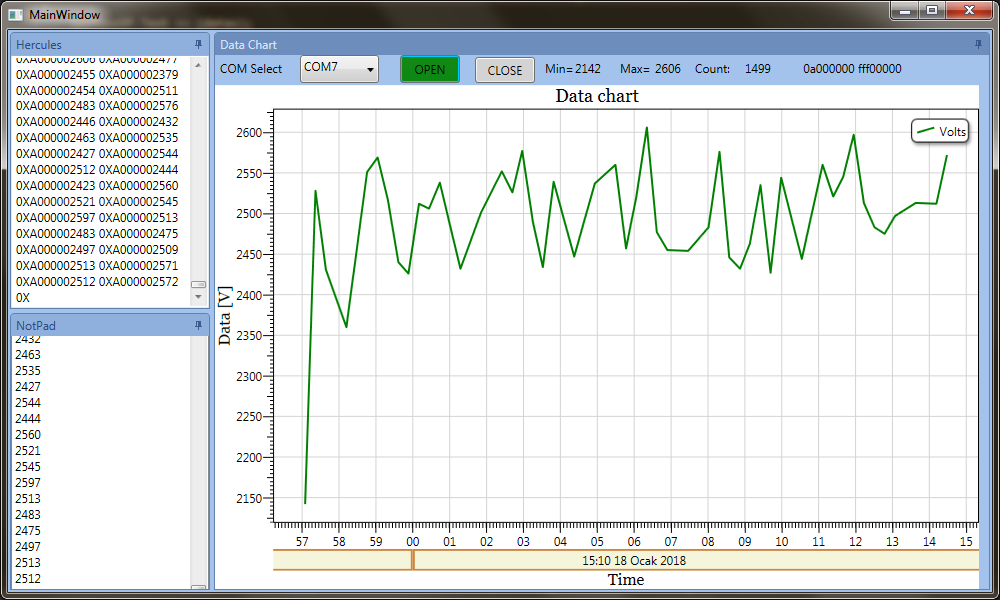 MainWindow
Hercules
0XA000002606 0XA000002477
0XA000002455 0XA000002379
0XA000002454 0XA000002511
0XA000002483 0XA000002576
0XA000002446 0XA000002432
0XA000002463 0XA000002535
0XA000002427 0XA000002544
0XA000002512 0XA000002444
0XA000002423 0XA000002560
0XA000002521 0XA000002545
0XA000002597 0XA000002513
0XA000002483 0XA000002475
0XA000002497 0XA000002509
0XA000002513 0XA000002571
0XA000002512 0XA000002572
0X
NotPad
2432
2463
2535
2427
2544
2444
2560
2521
2545
2597
2513
2483
2475
2497
2513
2512
Data Chart
COM Select COM7 OPEN CLOSE Min= 2142 Max= 2606 Count: 1499 0a000000 fff00000
Data chart
Volts
Data [V]
2600
2550
2500
2450
2400
2350
2300
2250
2200
2150
57 58 59 00 01 02 03 04 05 06 07 08 09 10 11 12 13 14 15
15:10 18 Ocak 2018
Time